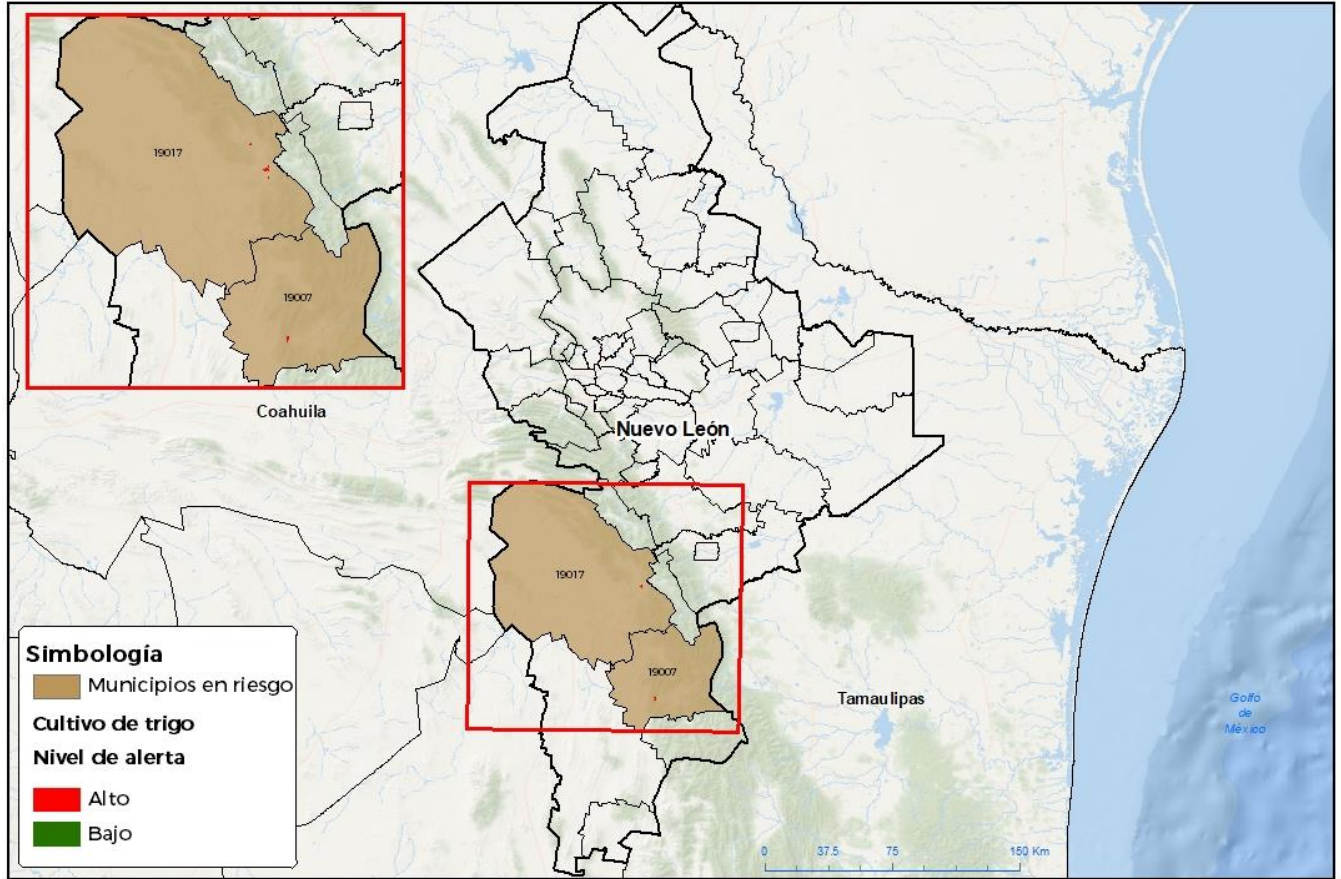 19017
19007
Coahuila
Nuevo León
19017
19007
Tamaulipas
Golfo
de
México
Simbología
Municipios en riesgo
Cultivo de trigo
Nivel de alerta
Alto
Bajo
0 37.5 75 150 Km